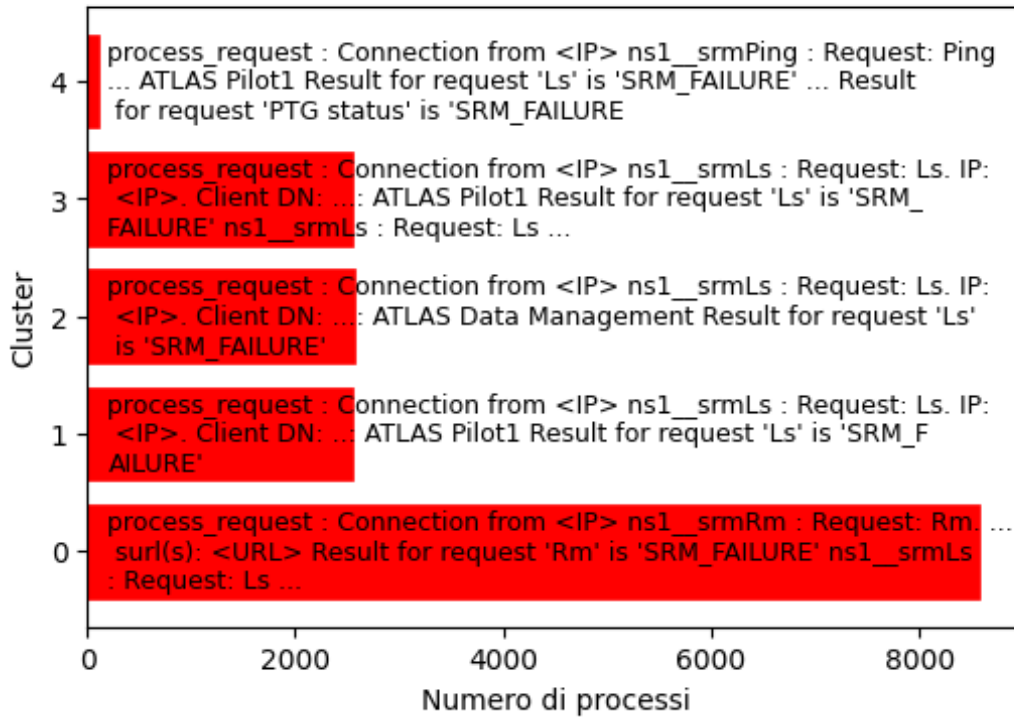 process_request : Connection from <IP> ns1__srmPing : Request: Ping
... ATLAS Pilot1 Result for request 'Ls' is 'SRM_FAILURE' ... Result
for request 'PTG status' is 'SRM_FAILURE
process_request : Connection from <IP> ns1__srmLs : Request: Ls. IP:
<IP>. Client DN: ...: ATLAS Pilot1 Result for request 'Ls' is 'SRM_
FAILURE' ns1__srmLs : Request: Ls ...
process_request : Connection from <IP> ns1__srmLs : Request: Ls. IP:
<IP>. Client DN: ...: ATLAS Data Management Result for request 'Ls'
is 'SRM_FAILURE'
process_request : Connection from <IP> ns1__srmLs : Request: Ls. IP:
<IP>. Client DN: ...: ATLAS Pilot1 Result for request 'Ls' is 'SRM_F
AILURE'
process_request : Connection from <IP> ns1__srmRm : Request: Rm. ...
surl(s): <URL> Result for request 'Rm' is 'SRM_FAILURE' ns1__srmLs
: Request: Ls ...
4
3
2
1
0
Cluster
0 2000 4000 6000 8000
Numero di processi